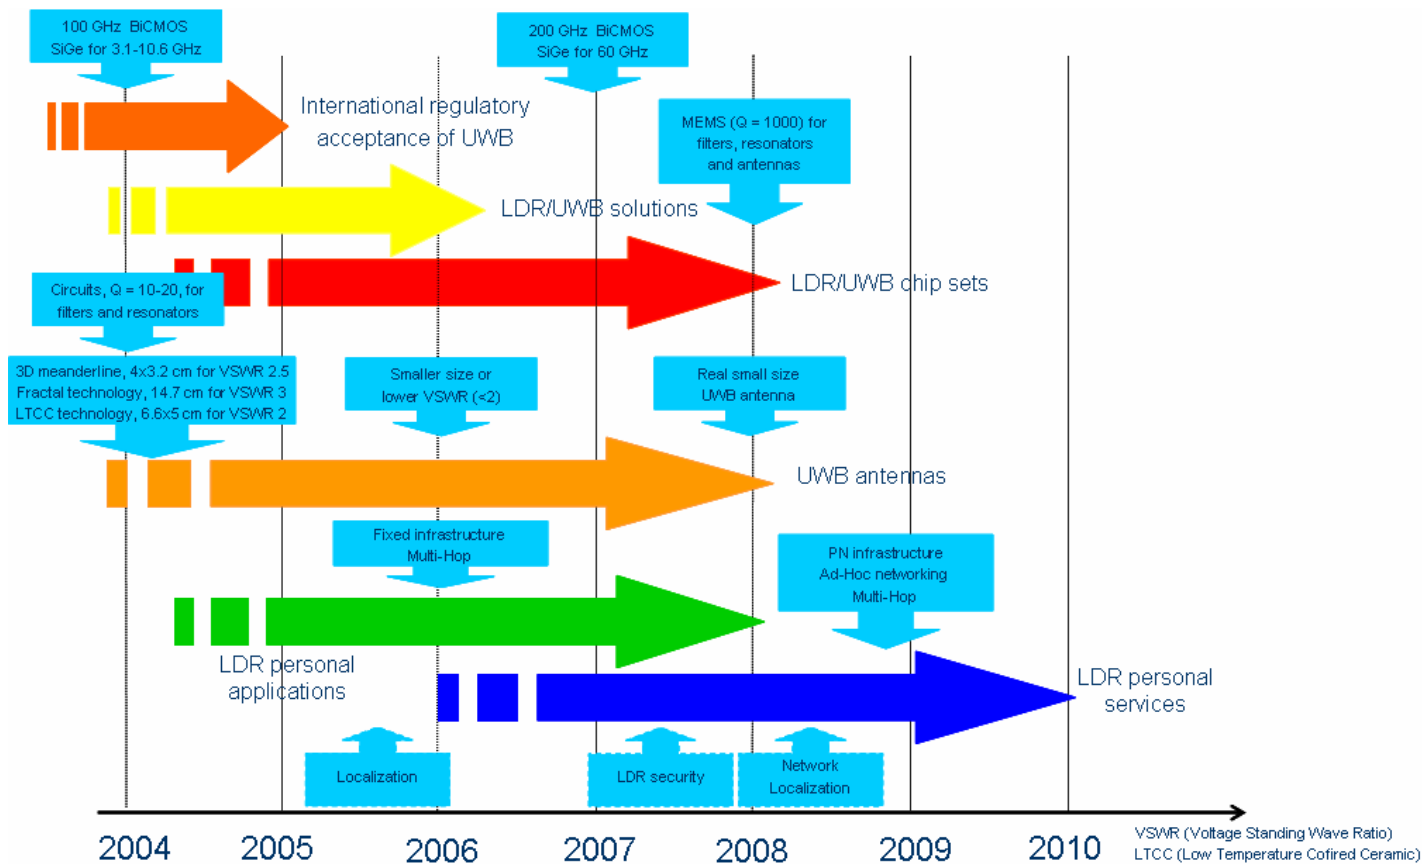 100 GHz BiCMOS
SiGe for 3.1-10.6 GHz
200 GHz BiCMOS
SiGe for 60 GHz
International regulatory
acceptance of UWB
MEMS (Q = 1000) for
filters, resonators
and antennas
LDR/UWB solutions
LDR/UWB chip sets
Circuits, Q = 10-20, for
filters and resonators
3D meanderline, 4x3.2 cm for VSWR 2.5
Fractal technology, 14.7 cm for VSWR 3
LTCC technology, 6.6x5 cm for VSWR 2
Smaller size or
lower VSWR (<2)
Real small size
UWB antenna
UWB antennas
Fixed infrastructure
Multi-Hop
PN infrastructure
Ad-Hoc networking
Multi-Hop
LDR personal
applications
LDR personal
services
Localization
LDR security
Network
Localization
2004 2005 2006 2007 2008 2009 2010
VSWR (Voltage Standing Wave Ratio)
LTCC (Low Temperature Cofired Ceramic)